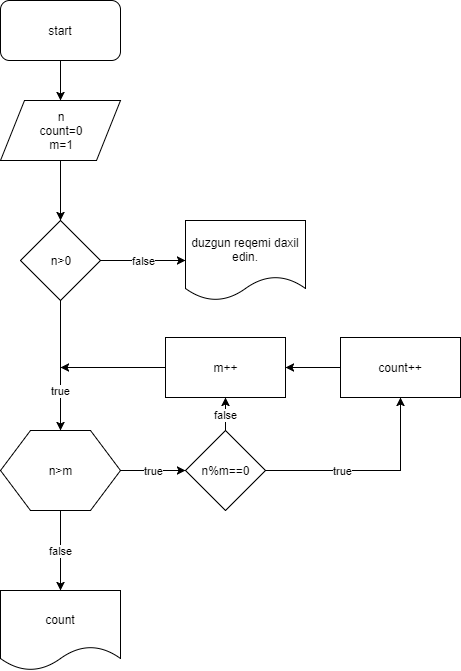 start
n
count=0
m=1
n>0
false
duzgun reqemi daxil
edin.
true
m++
count++
false
n>m
true
n%m==0
true
false
count